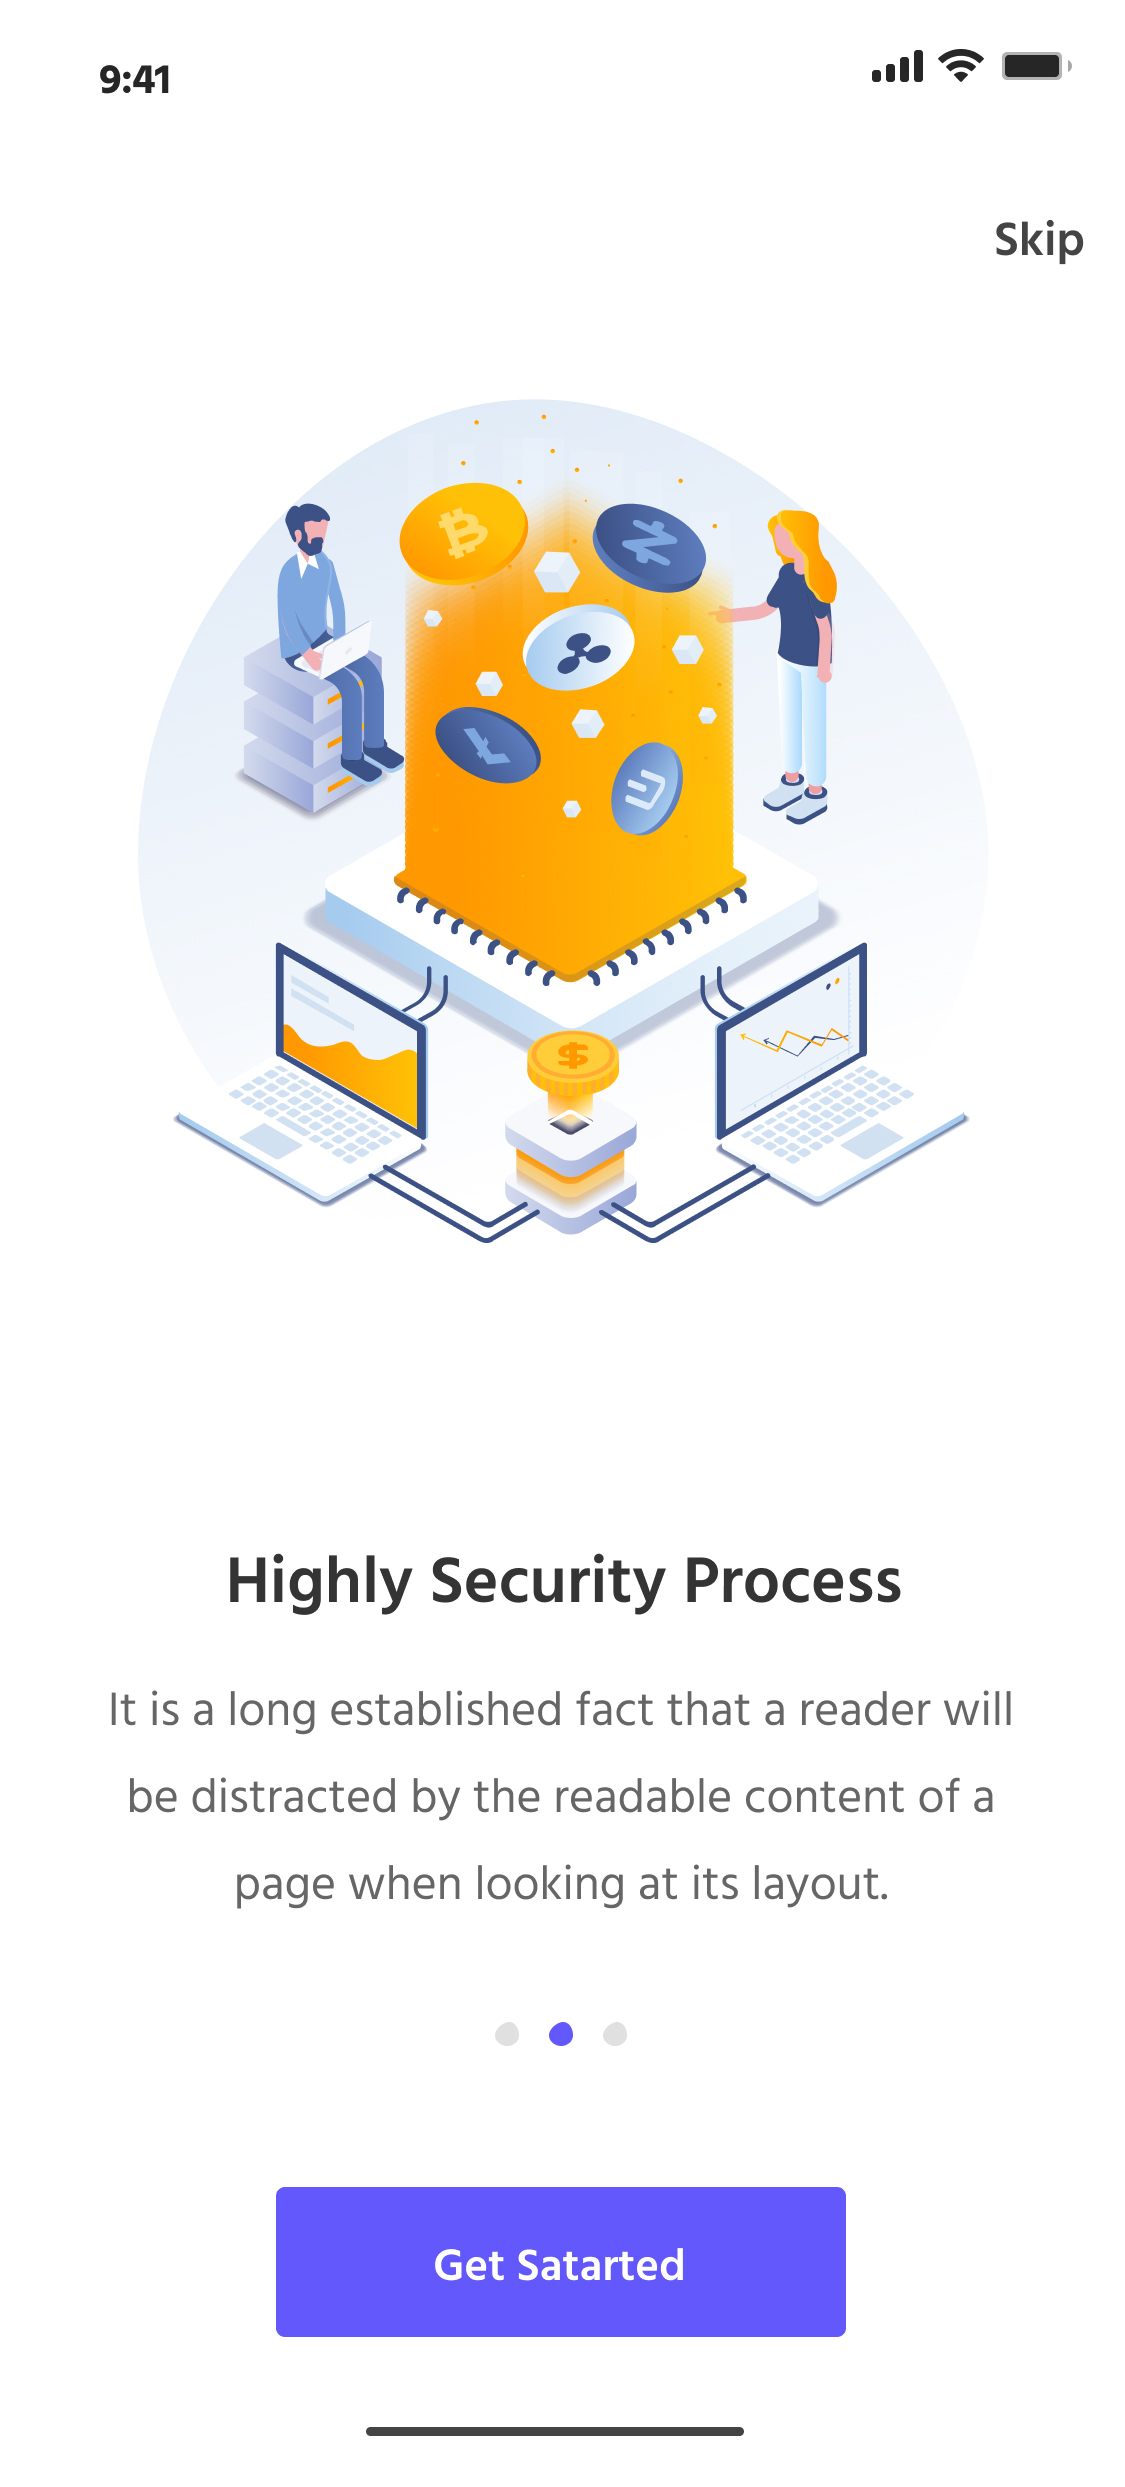 9:41
Skip
Highly Security Process
It is a long established fact that a reader will
be distracted by the readable content of a
page when looking at its layout.
Get Satarted